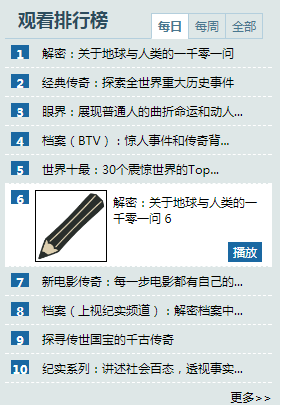 观看排行榜
每日 每周 全部
1 解密：关于地球与人类的一千零一问
2 经典传奇：探索全世界重大历史事件
3 眼界：展现普通人的曲折命运和动人...
4 档案（BTV）：惊人事件和传奇背...
5 世界十最：30个震惊世界的Top...
6 解密：关于地球与人类的一
千零一问 6
播放
7 新电影传奇：每一步电影都有自己的...
8 档案（上视纪实频道）：解密档案中...
9 探寻传世国宝的千古传奇
10 纪实系列：讲述社会百态，透视事实...
更多>>